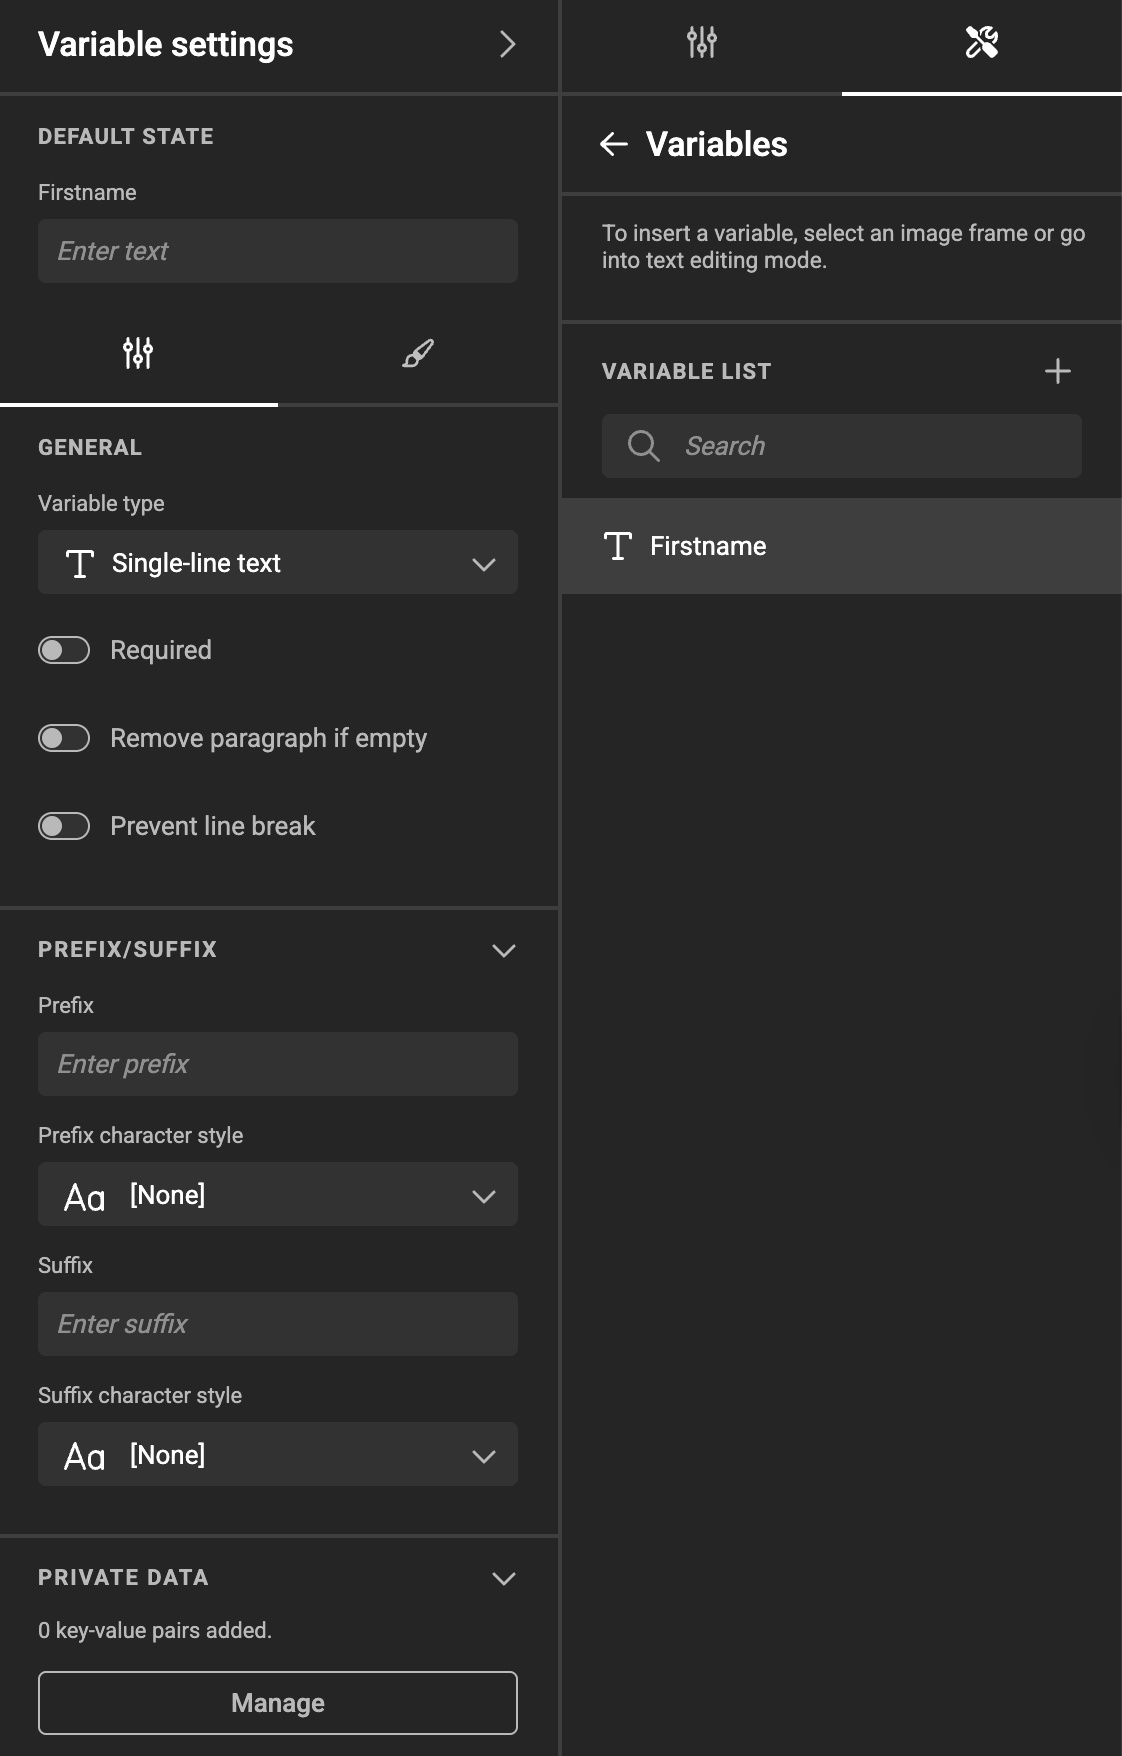 Variable settings
DEFAULT STATE
Firstname
Enter text
GENERAL
Variable type
Single-line text
Required
Remove paragraph if empty
Prevent line break
PREFIX/SUFFIX
Prefix
Enter prefix
Prefix character style
Aa [None]
Suffix
Enter suffix
Suffix character style
Aa [None]
PRIVATE DATA
0 key-value pairs added.
Manage
Variables
To insert a variable, select an image frame or go
into text editing mode.
VARIABLE LIST
Search
Firstname